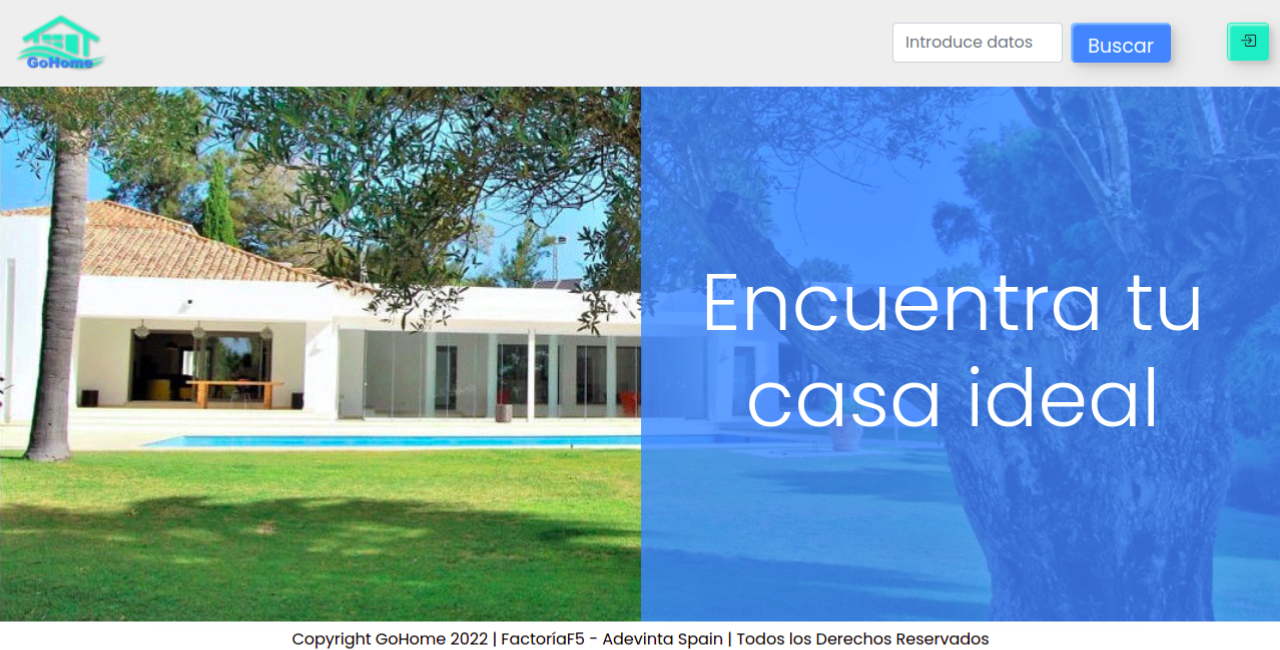 GoHome
Introduce datos
Buscar
Encuentra tu
casa ideal
Copyright GoHome 2022 | FactoríaF5 - Adevinta Spain | Todos los Derechos Reservados